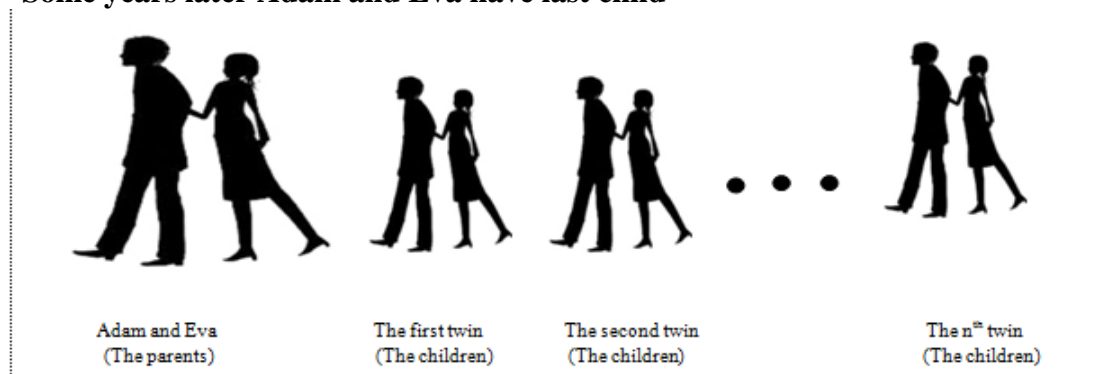 Some years later Adam and Eva have last child
Adam and Eva
(The parents)
The first twin
(The children)
The second twin
(The children)
The nth twin
(The children)